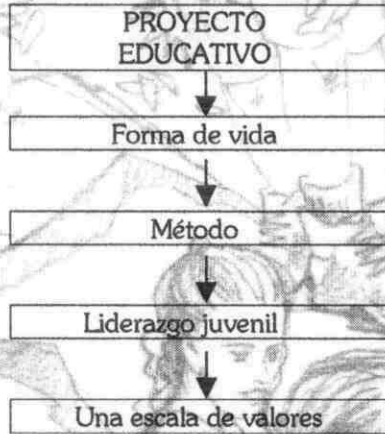 PROYECTO
EDUCATIVO
Forma de vida
Método
Liderazgo juvenil
Una escala de valores